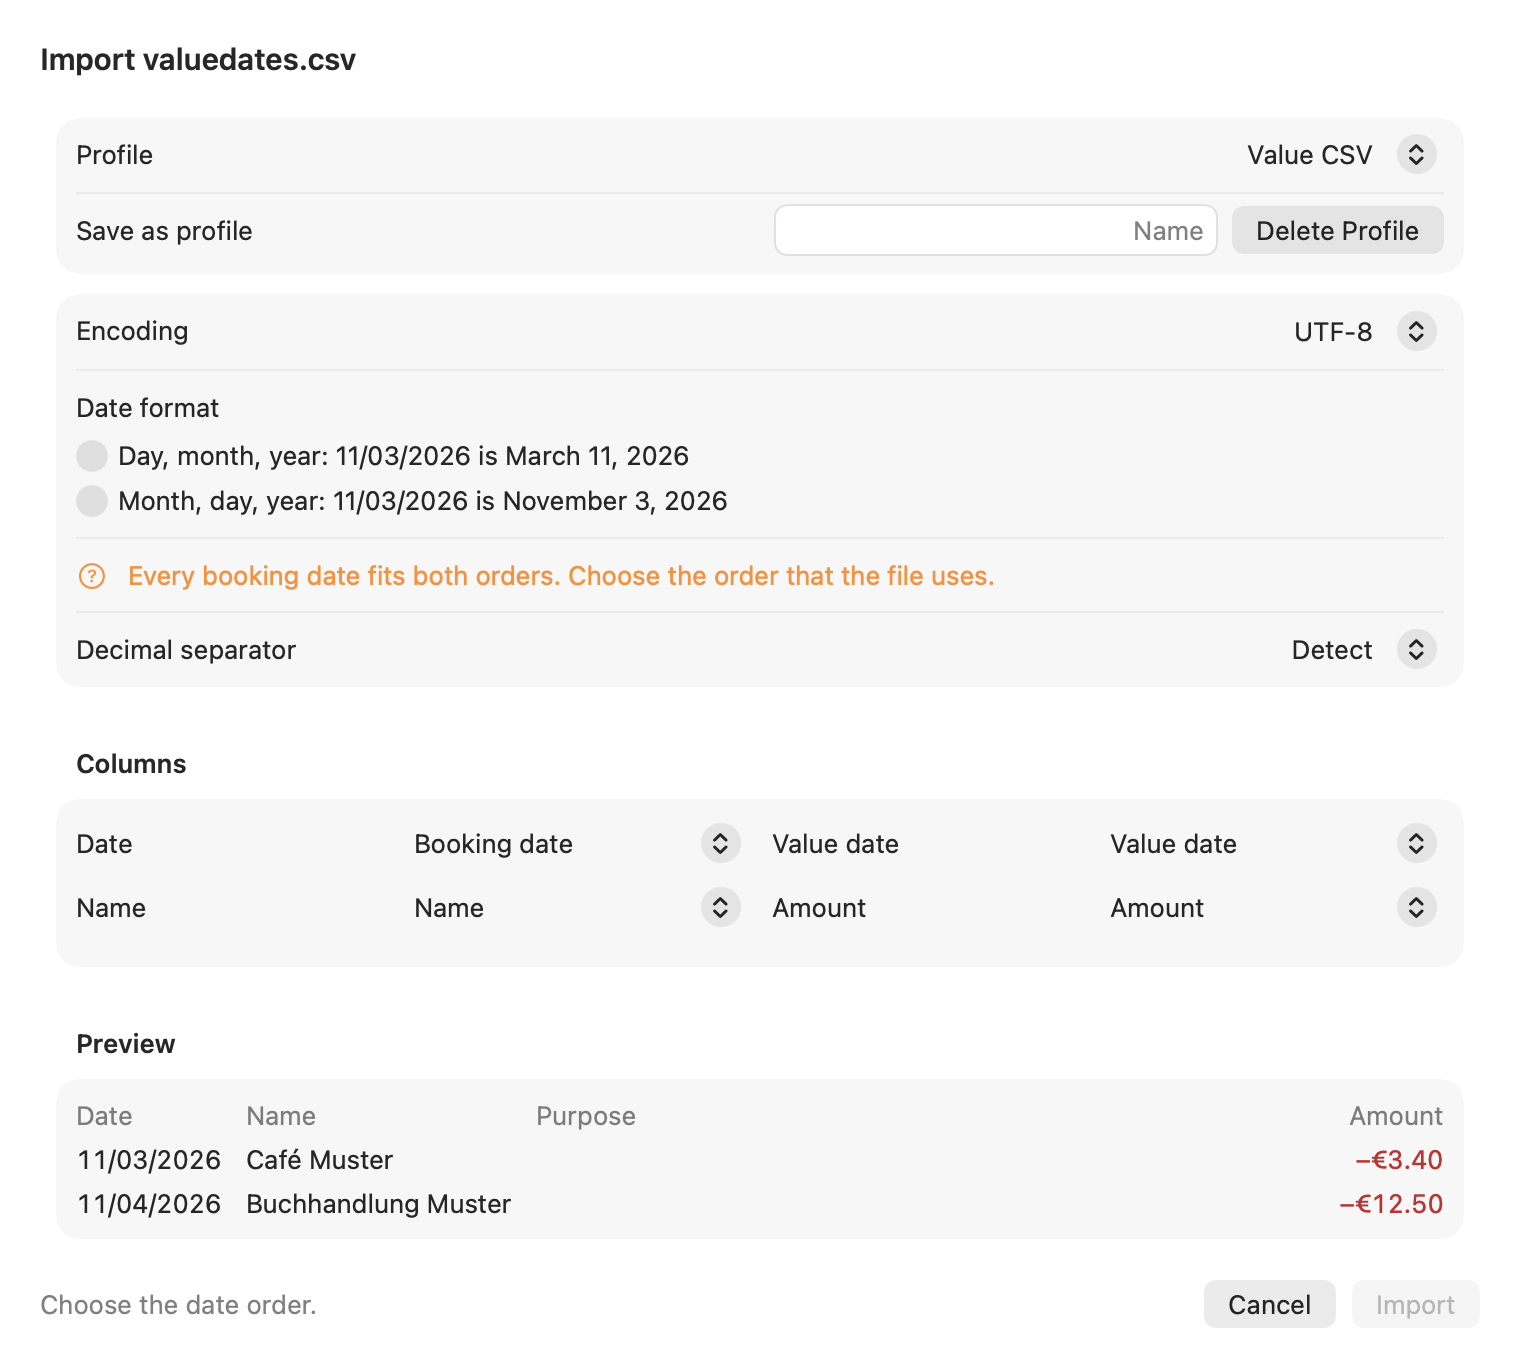 Import valuedates.csv
Profile Value CSV
Save as profile Name Delete Profile
Encoding UTF-8
Date format
Day, month, year: 11/03/2026 is March 11, 2026
Month, day, year: 11/03/2026 is November 3, 2026
Every booking date fits both orders. Choose the order that the file uses.
Decimal separator Detect
Columns
Date Booking date Value date Value date
Name Name Amount Amount
Preview
Date Name Purpose Amount
11/03/2026 Café Muster –€3.40
11/04/2026 Buchhandlung Muster –€12.50
Choose the date order. Cancel Import